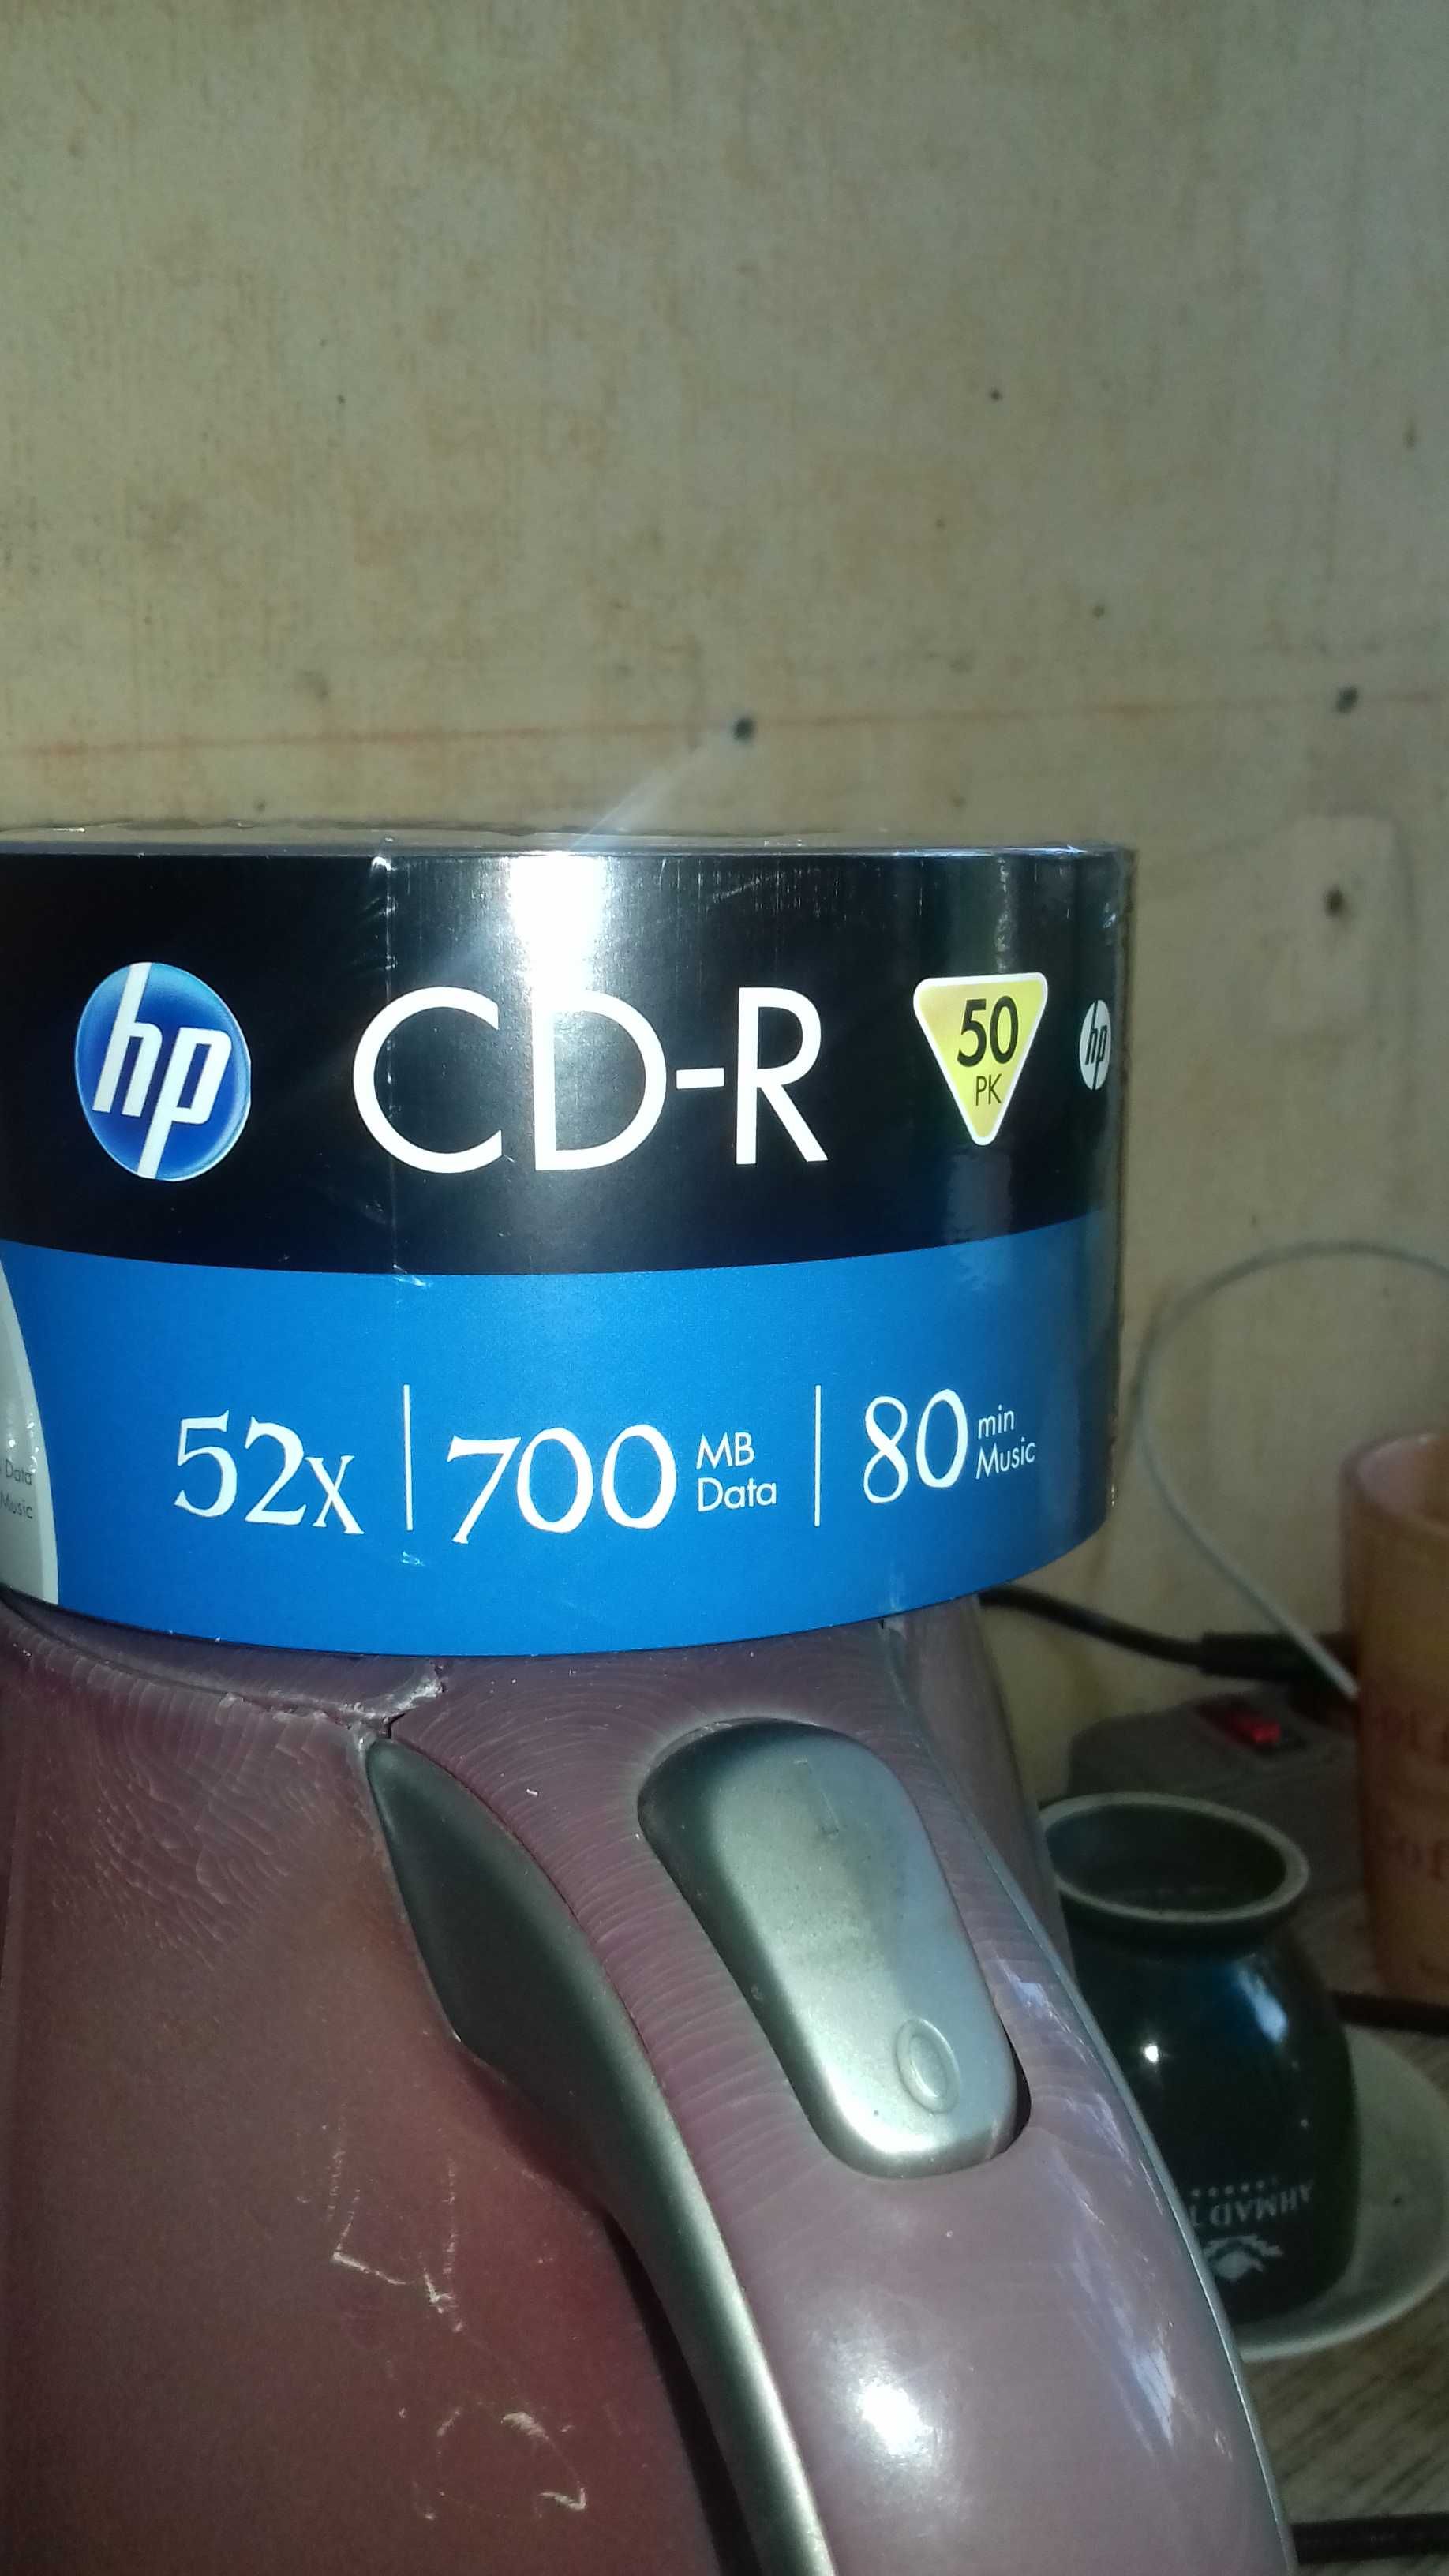 hp CD-R 50
PK
hp
52x 700 MB
Data
80 min
Music
Data
Music